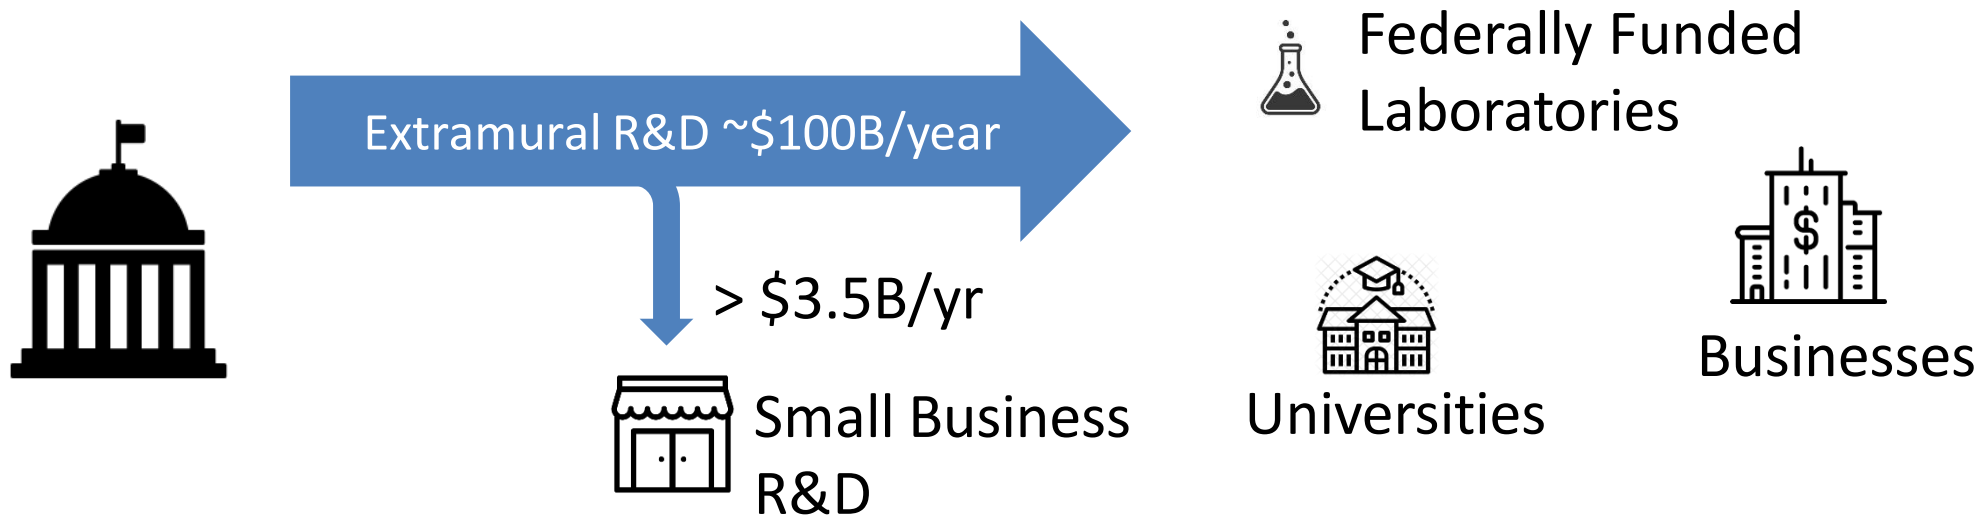 Extramural R&D ~$100B/year
Federally Funded
Laboratories
> $3.5B/yr
$
Small Business
R&D
Universities
Businesses